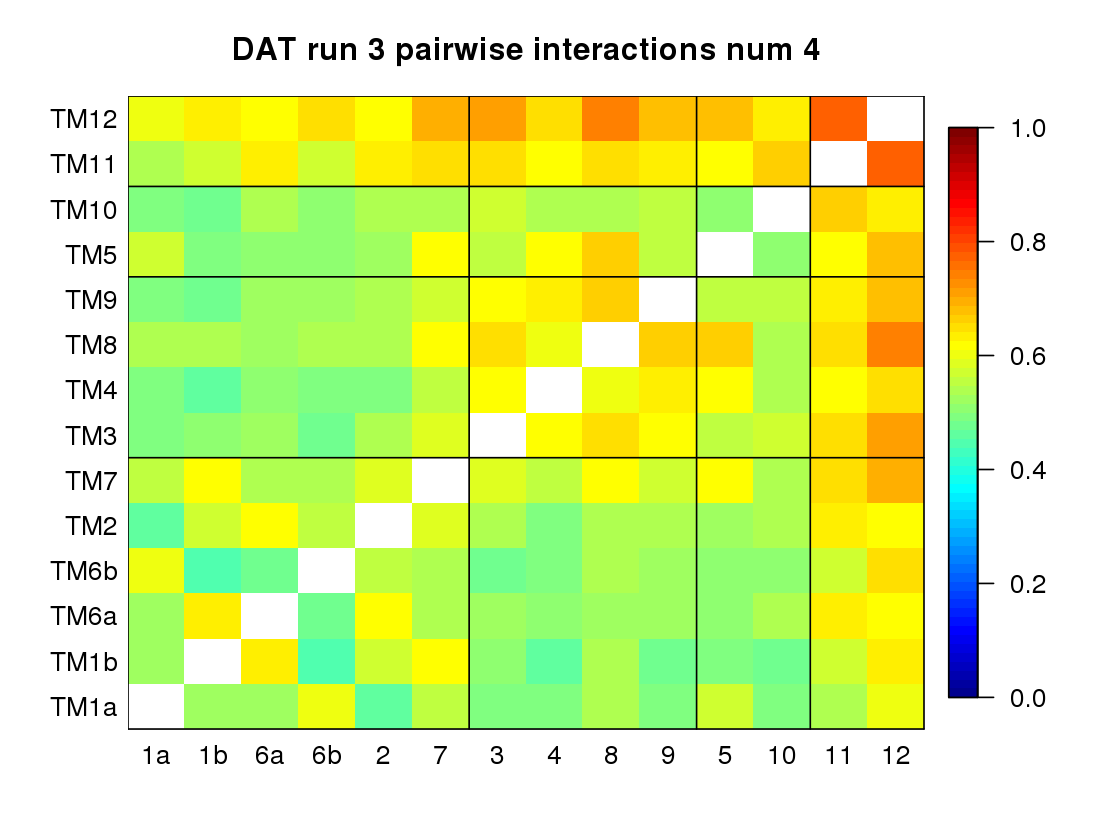 DAT run 3 pairwise interactions num 4
TM12
TM11
TM10
TM5
TM9
TM8
TM4
TM3
TM7
TM2
TM6b
TM6a
TM1b
TM1a
1a 1b 6a 6b 2 7 3 4 8 9 5 10 11 12
1.0
0.8
0.6
0.4
0.2
0.0